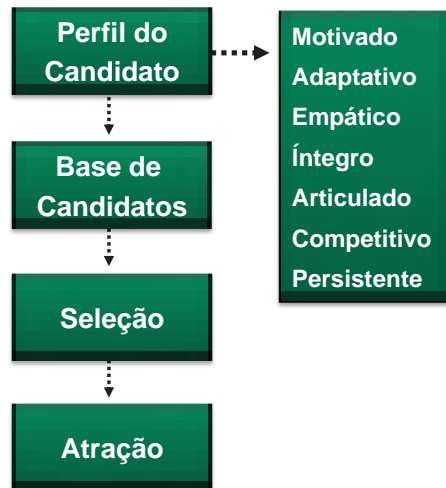 Perfil do
Candidato
Motivado
Adaptativo
Empático
Íntegro
Articulado
Competitivo
Persistente
Base de
Candidatos
Seleção
Atração